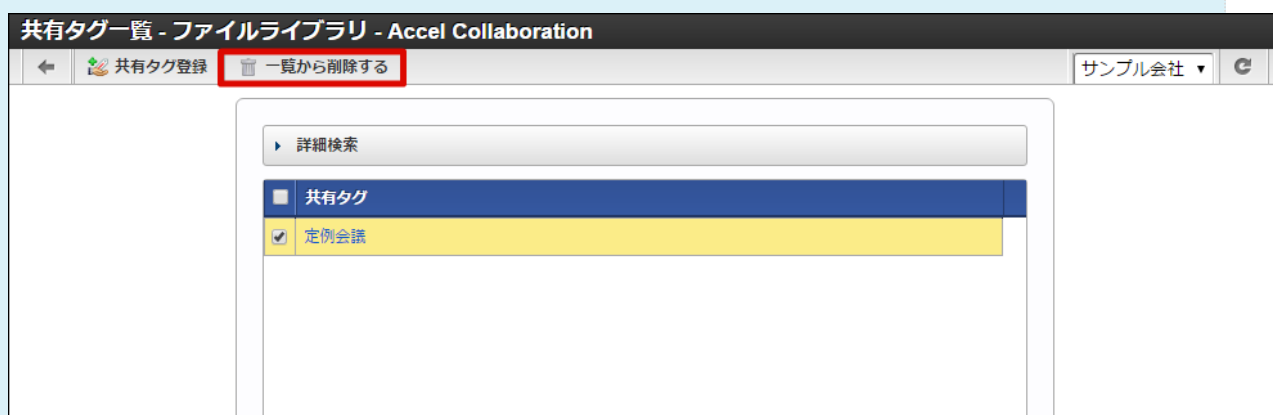 共有タグ一覧 - ファイルライブラリ - Accel Collaboration
共有タグ登録 一覧から削除する サンプル会社
詳細検索
共有タグ
定例会議